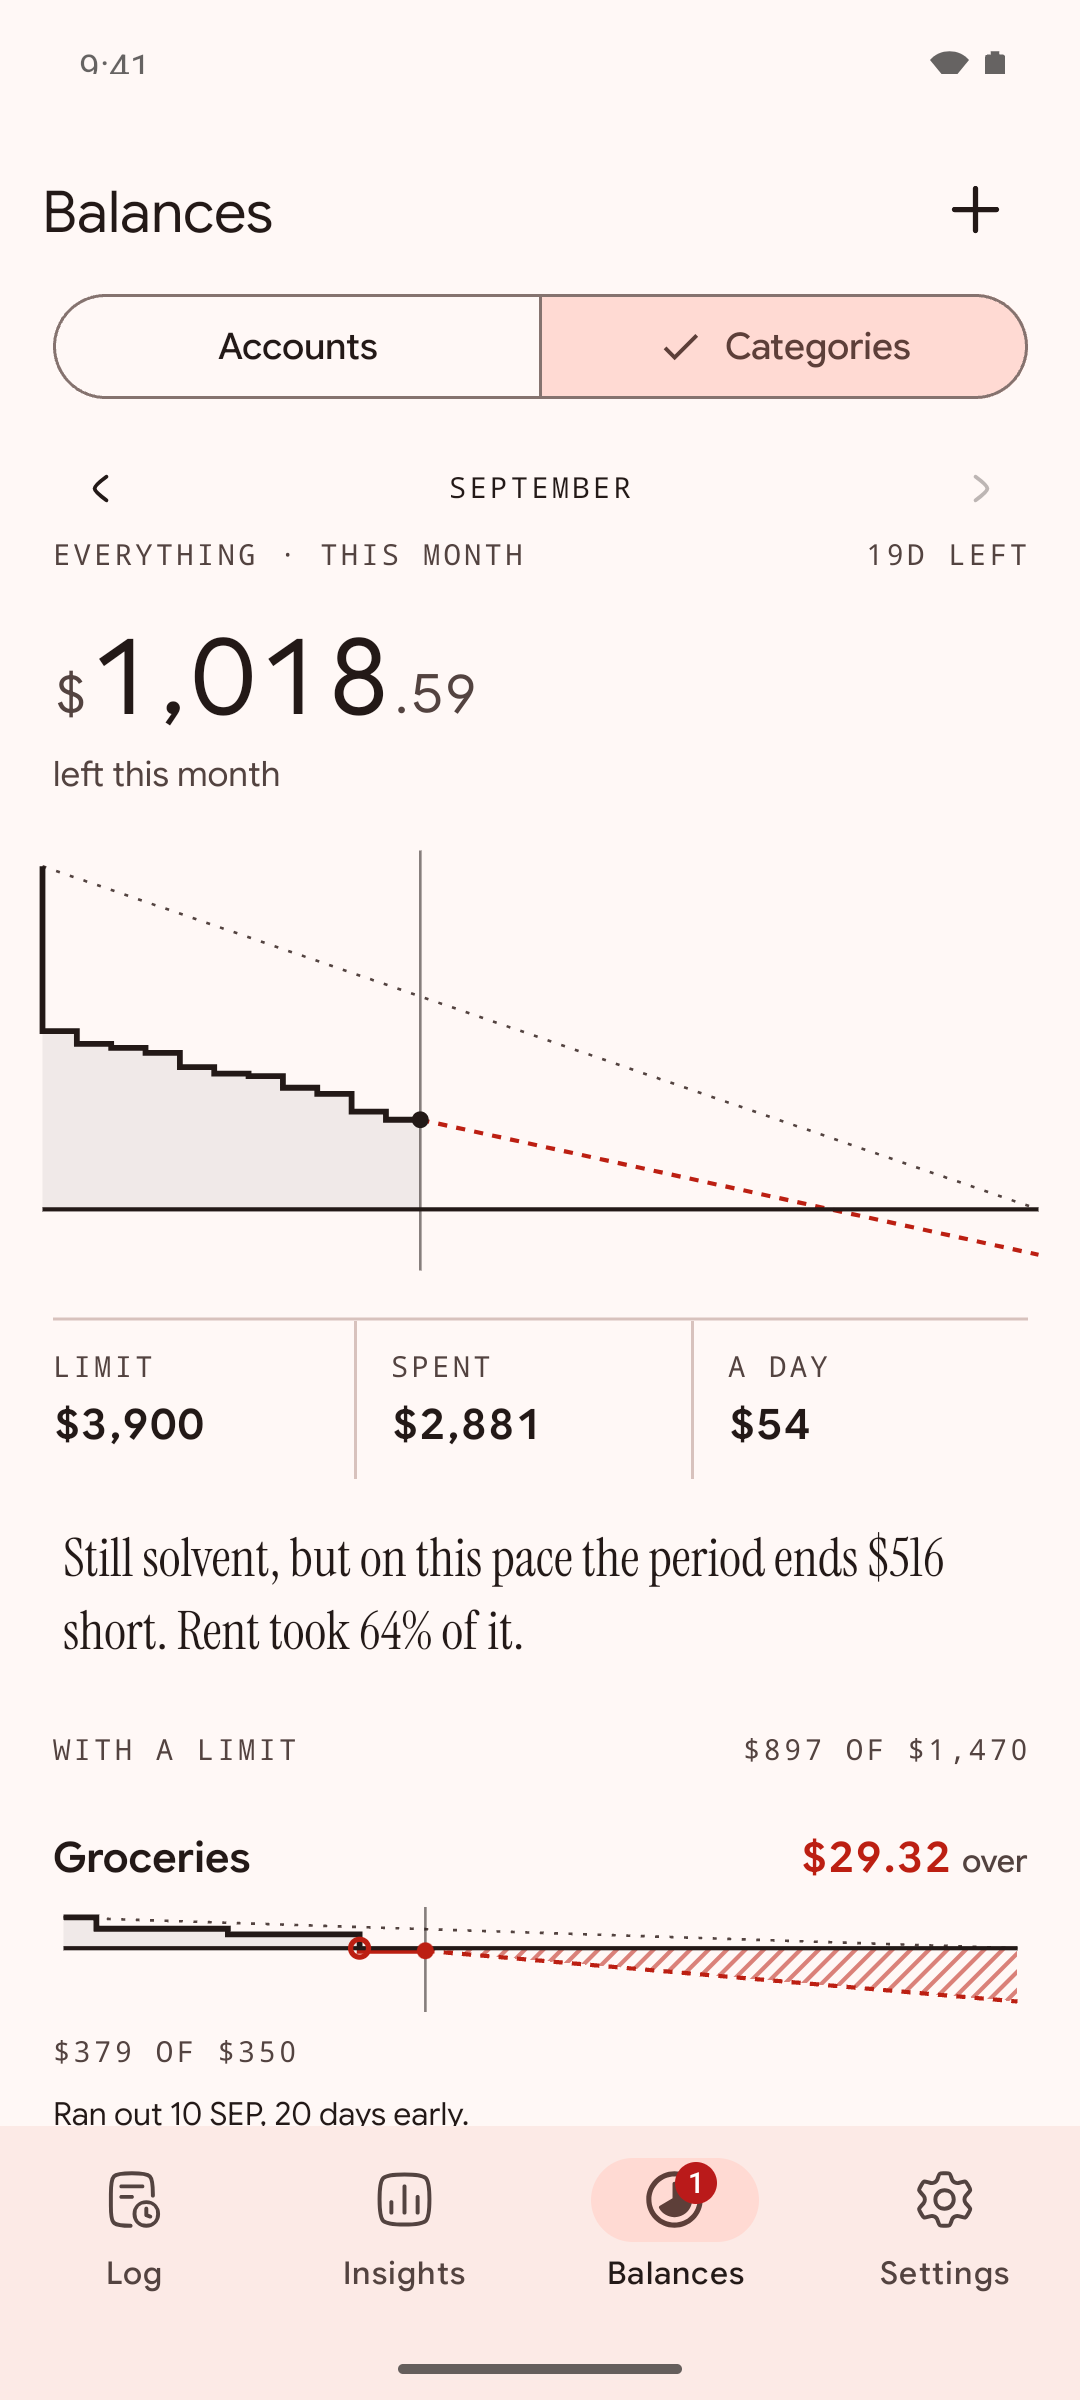 9:41
Balances
Accounts
Categories
SEPTEMBER
EVERYTHING · THIS MONTH
19D LEFT
$1,018.59
left this month
LIMIT
SPENT
A DAY
$3,900
$2,881
$54
Still solvent, but on this pace the period ends $516
short. Rent took 64% of it.
WITH A LIMIT
$897 OF $1,470
Groceries
$29.32 over
$379 OF $350
Ran out 10 SEP, 20 days early.
1
Log
Insights
Balances
Settings